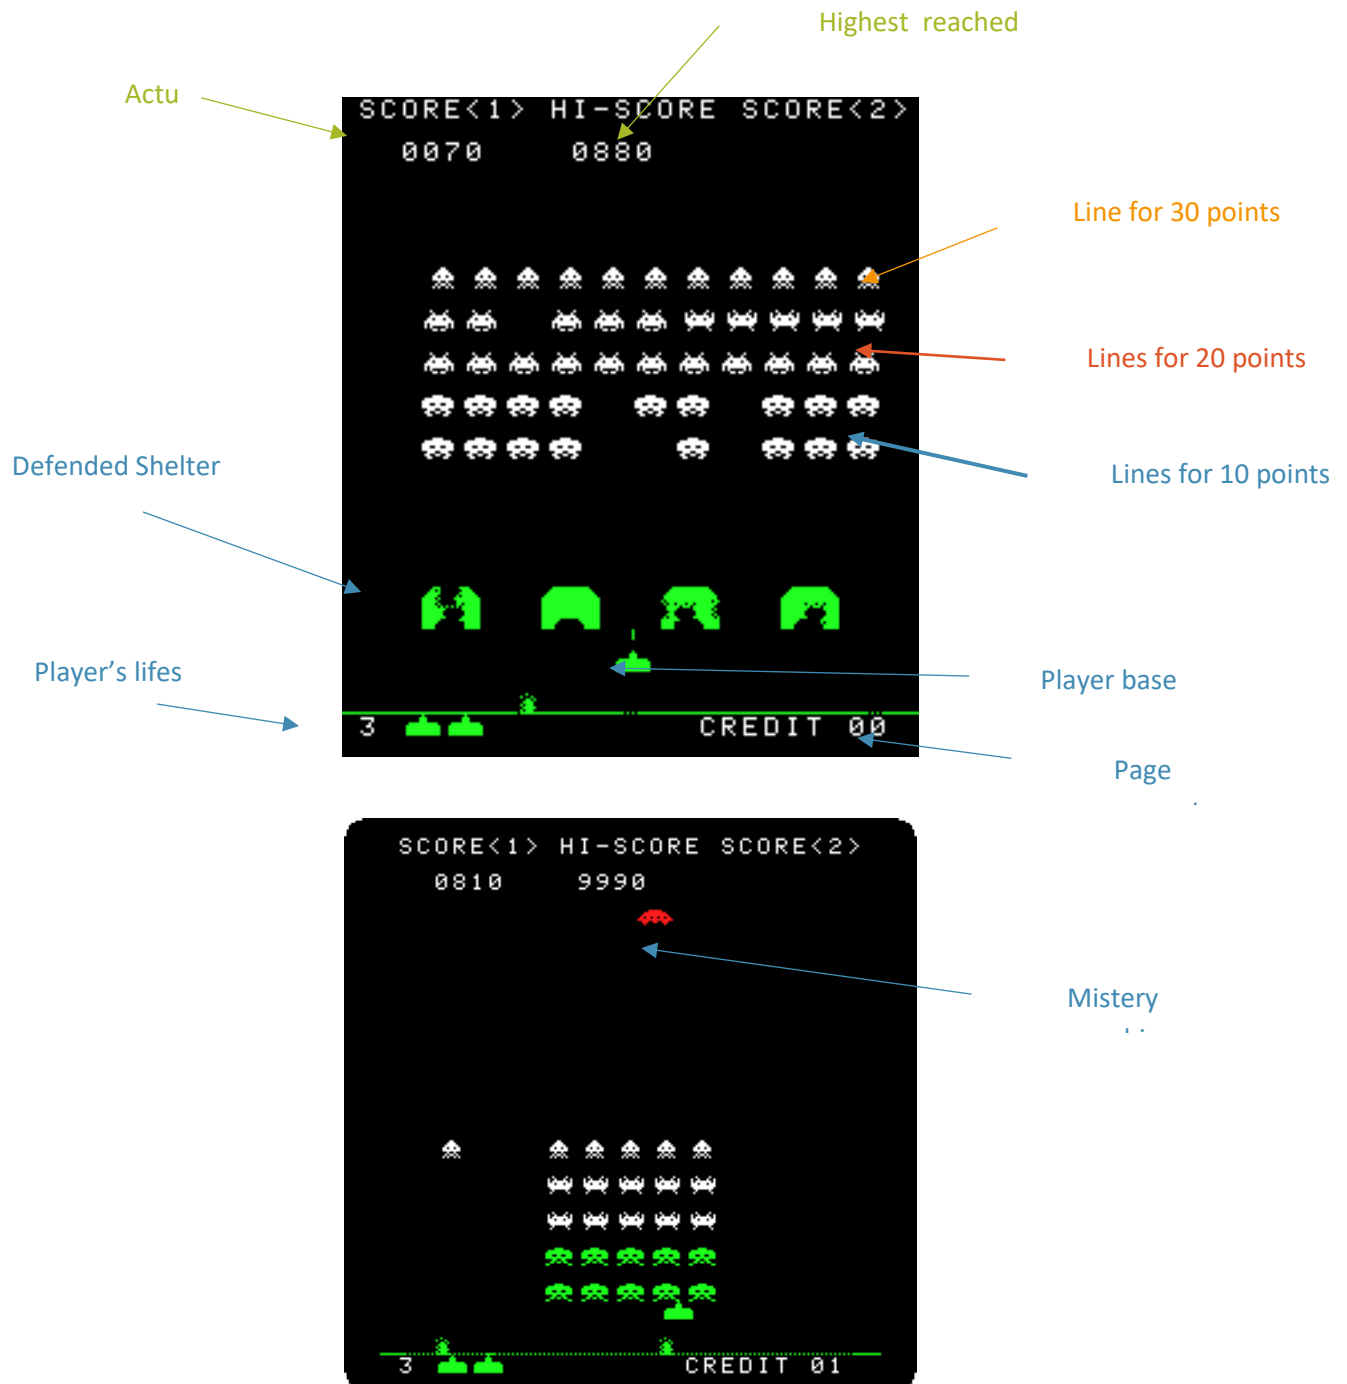 Highest reached
Actu
SCORE<1> HI-SCORE SCORE<2>
0070 0880
Line for 30 points
Lines for 20 points
Defended Shelter
Lines for 10 points
Player's lifes
Player base
3 CREDIT 00
Page
SCORE<1> HI-SCORE SCORE<2>
0810 9990
Mistery
3 CREDIT 01